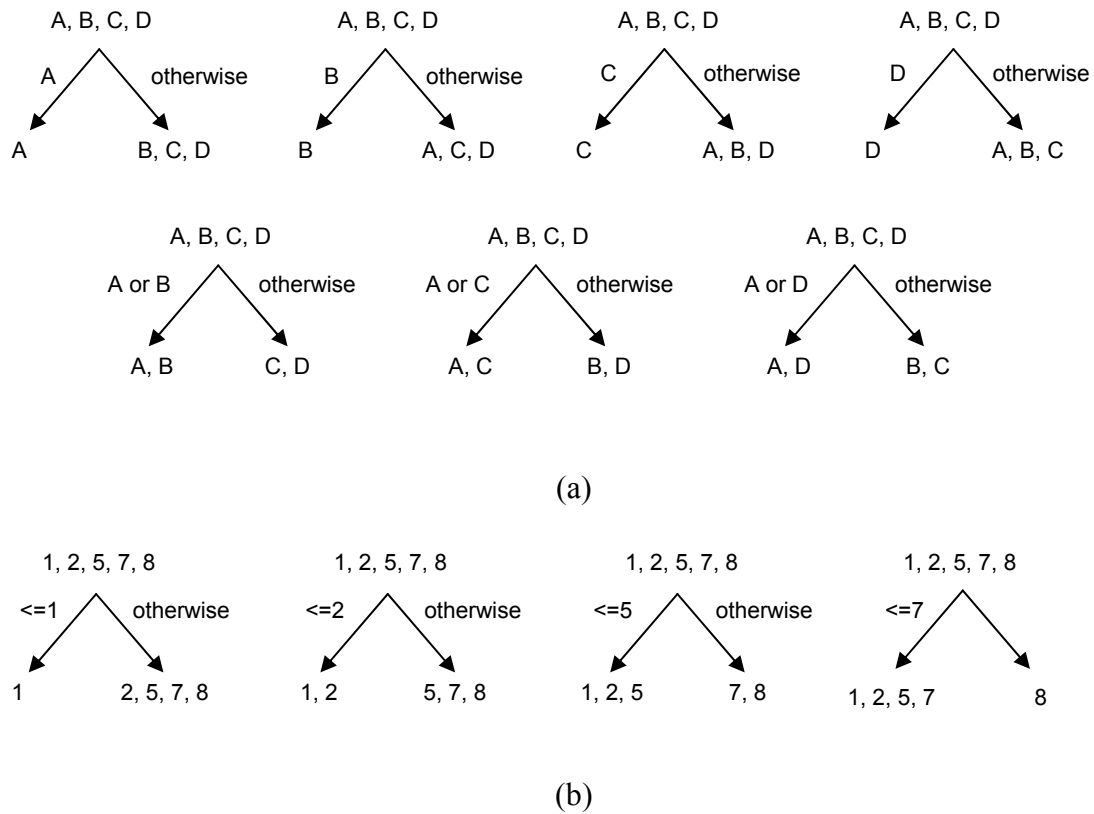 A, B, C, D A, B, C, D A, B, C, D A, B, C, D
A otherwise B otherwise C otherwise D otherwise
A B, C, D B A, C, D C A, B, D D A, B, C
A, B, C, D A, B, C, D A, B, C, D
A or B otherwise A or C otherwise A or D otherwise
A, B C, D A, C B, D A, D B, C
(a)
1, 2, 5, 7, 8 1, 2, 5, 7, 8 1, 2, 5, 7, 8 1, 2, 5, 7, 8
<=1 otherwise <=2 otherwise <=5 otherwise <=7
1 2, 5, 7, 8 1, 2 5, 7, 8 1, 2, 5 7, 8 1, 2, 5, 7 8
(b)